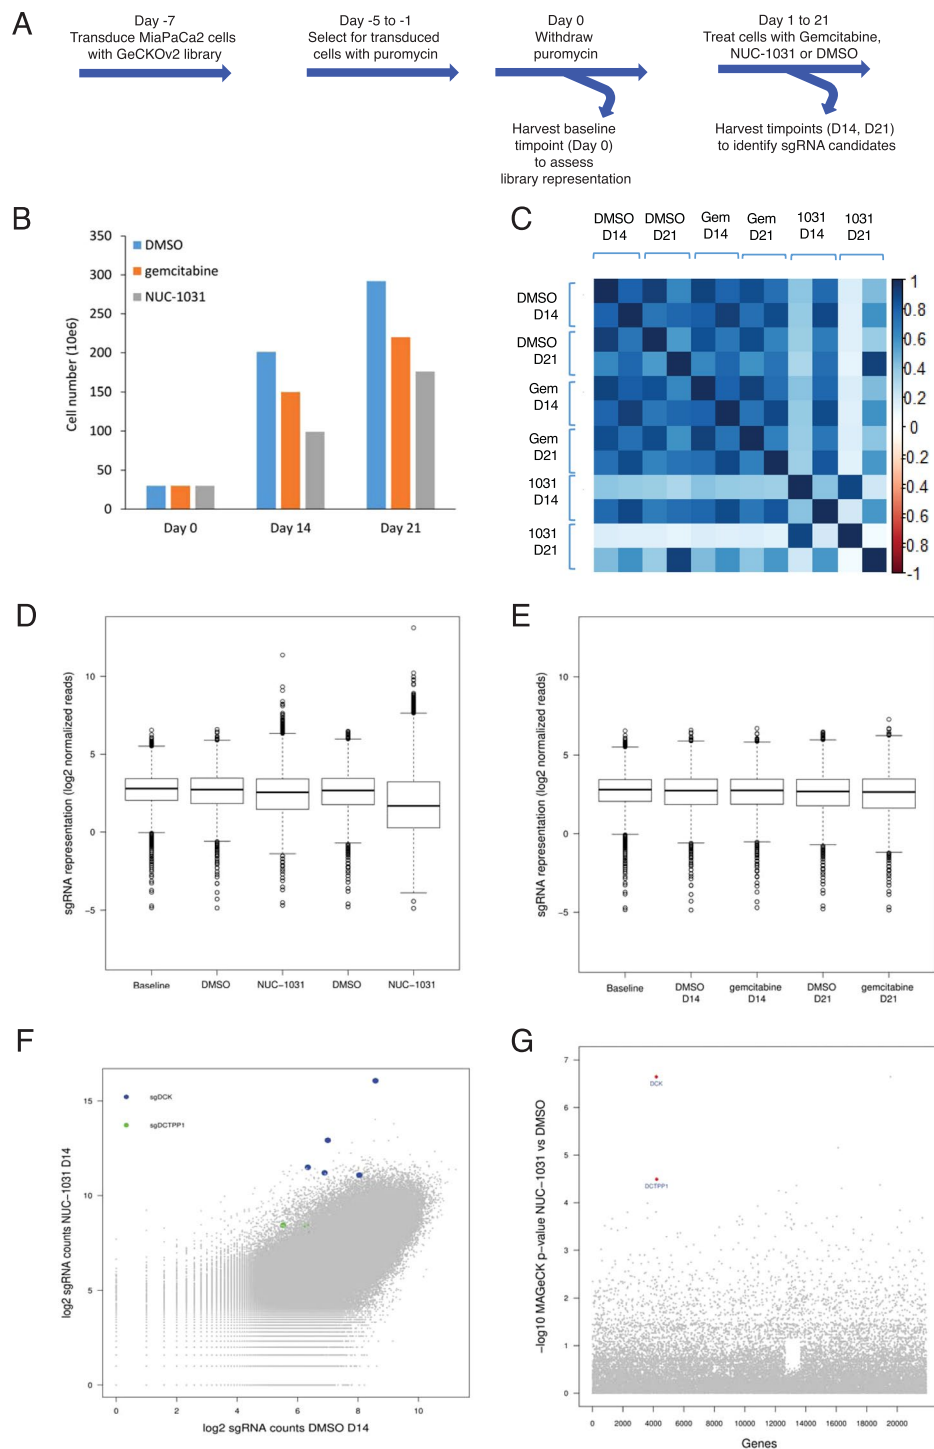 A
Day -7
Transduce MiaPaCa2 cells
with GeCKOv2 library
Day -5 to -1
Select for transduced
cells with puromycin
Day 0
Withdraw
puromycin
Day 1 to 21
Treat cells with Gemcitabine,
NUC-1031 or DMSO
Harvest baseline
timpoint (Day 0)
to assess
library representation
Harvest timpoints (D14, D21)
to identify sgRNA candidates
B
350
300
250
200
150
100
50
0
Cell number (10e6)
DMSO
gemcitabine
NUC-1031
Day 0
Day 14
Day 21
C
DMSO D14
DMSO D21
Gem D14
Gem D21
1031 D14
1031 D21
DMSO D14
DMSO D21
Gem D14
Gem D21
1031 D14
1031 D21
1
0.8
0.6
0.4
0.2
0
-0.2
-0.4
-0.6
-0.8
-1
D
sgRNA representation (log2 normalized reads)
10
5
0
−5
Baseline
DMSO
NUC−1031
DMSO
NUC−1031
E
sgRNA representation (log2 normalized reads)
10
5
0
−5
Baseline
DMSO D14
gemcitabine D14
DMSO D21
gemcitabine D21
F
log2 sgRNA counts NUC−1031 D14
15
10
5
0
sgDCK
sgDCTPP1
0 2 4 6 8 10
log2 sgRNA counts DMSO D14
G
−log10 MAGeCK p−value NUC−1031 vs DMSO
7
6
5
4
3
2
1
0
DCK
DCTPP1
0 2000 4000 6000 8000 10000 12000 14000 16000 18000 20000
Genes